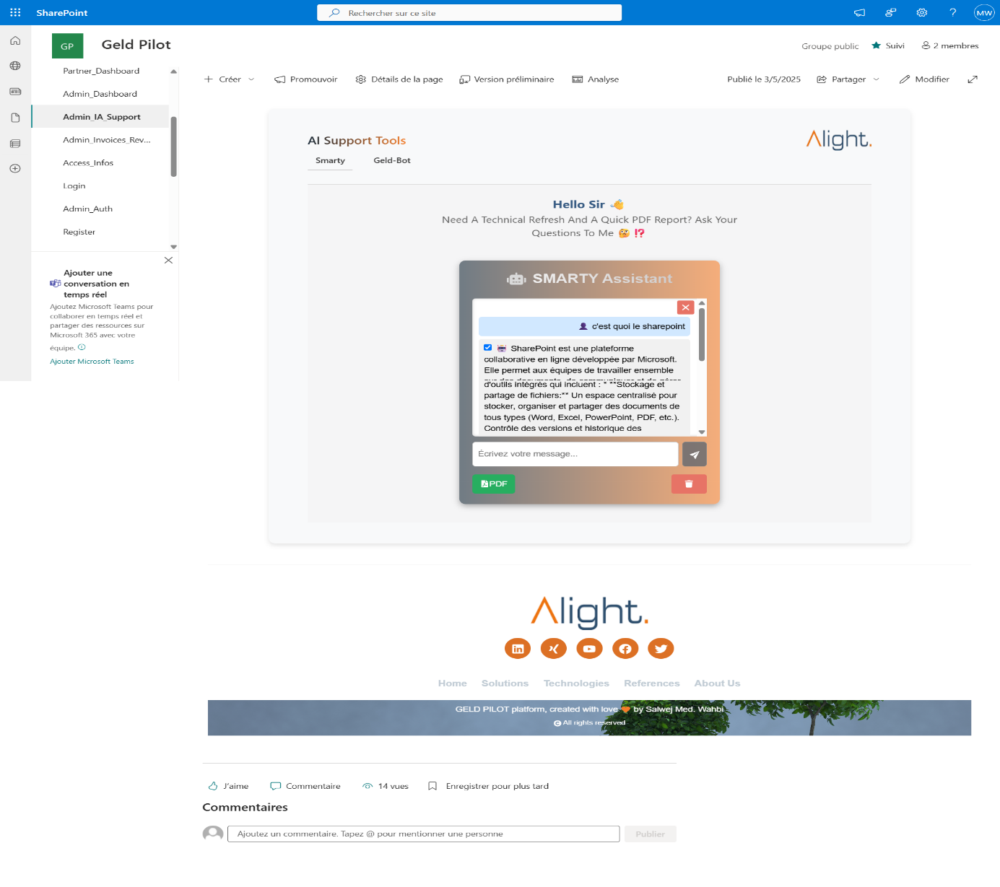 SharePoint
Rechercher sur ce site
?
MW
GP
Geld Pilot
Groupe public
Suivi
2 membres
Partner_Dashboard
Admin_Dashboard
Admin_IA_Support
Admin_Invoices_Rev...
Access_Infos
Login
Admin_Auth
Register
Ajouter une
conversation en
temps réel
Ajoutez Microsoft Teams pour
collaborer en temps réel et
partager des ressources sur
Microsoft 365 avec votre
équipe.
Ajouter Microsoft Teams
Créer
Promouvoir
Détails de la page
Version préliminaire
Analyse
Publié le 3/5/2025
Partager
Modifier
AI Support Tools
Alight.
Smarty
Geld-Bot
Hello Sir 👋
Need A Technical Refresh And A Quick PDF Report? Ask Your
Questions To Me 🧐 ⁉️
SMARTY Assistant
c'est quoi le sharepoint
SharePoint est une plateforme
collaborative en ligne développée par Microsoft.
Elle permet aux équipes de travailler ensemble
d'outils intégrés qui incluent : * **Stockage et
partage de fichiers:** Un espace centralisé pour
stocker, organiser et partager des documents de
tous types (Word, Excel, PowerPoint, PDF, etc.).
Contrôle des versions et historique des
Écrivez votre message...
PDF
Alight.
Home
Solutions
Technologies
References
About Us
GELD PILOT platform, created with love 🧡 by Salwej Med. Wahbi
© All rights reserved
J'aime
Commentaire
14 vues
Enregistrer pour plus tard
Commentaires
Ajoutez un commentaire. Tapez @ pour mentionner une personne
Publier